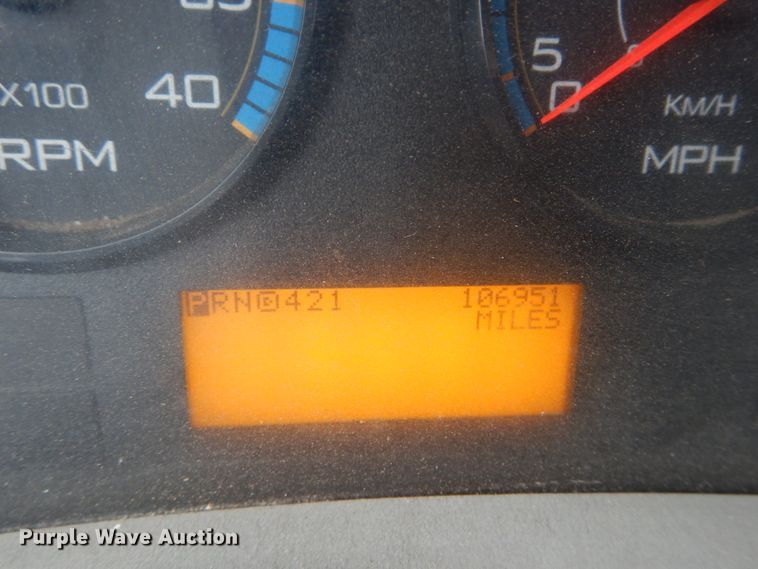 40
X100
RPM
5
0
KM/H
MPH
PRND421 106951
MILES
Purple Wave Auction